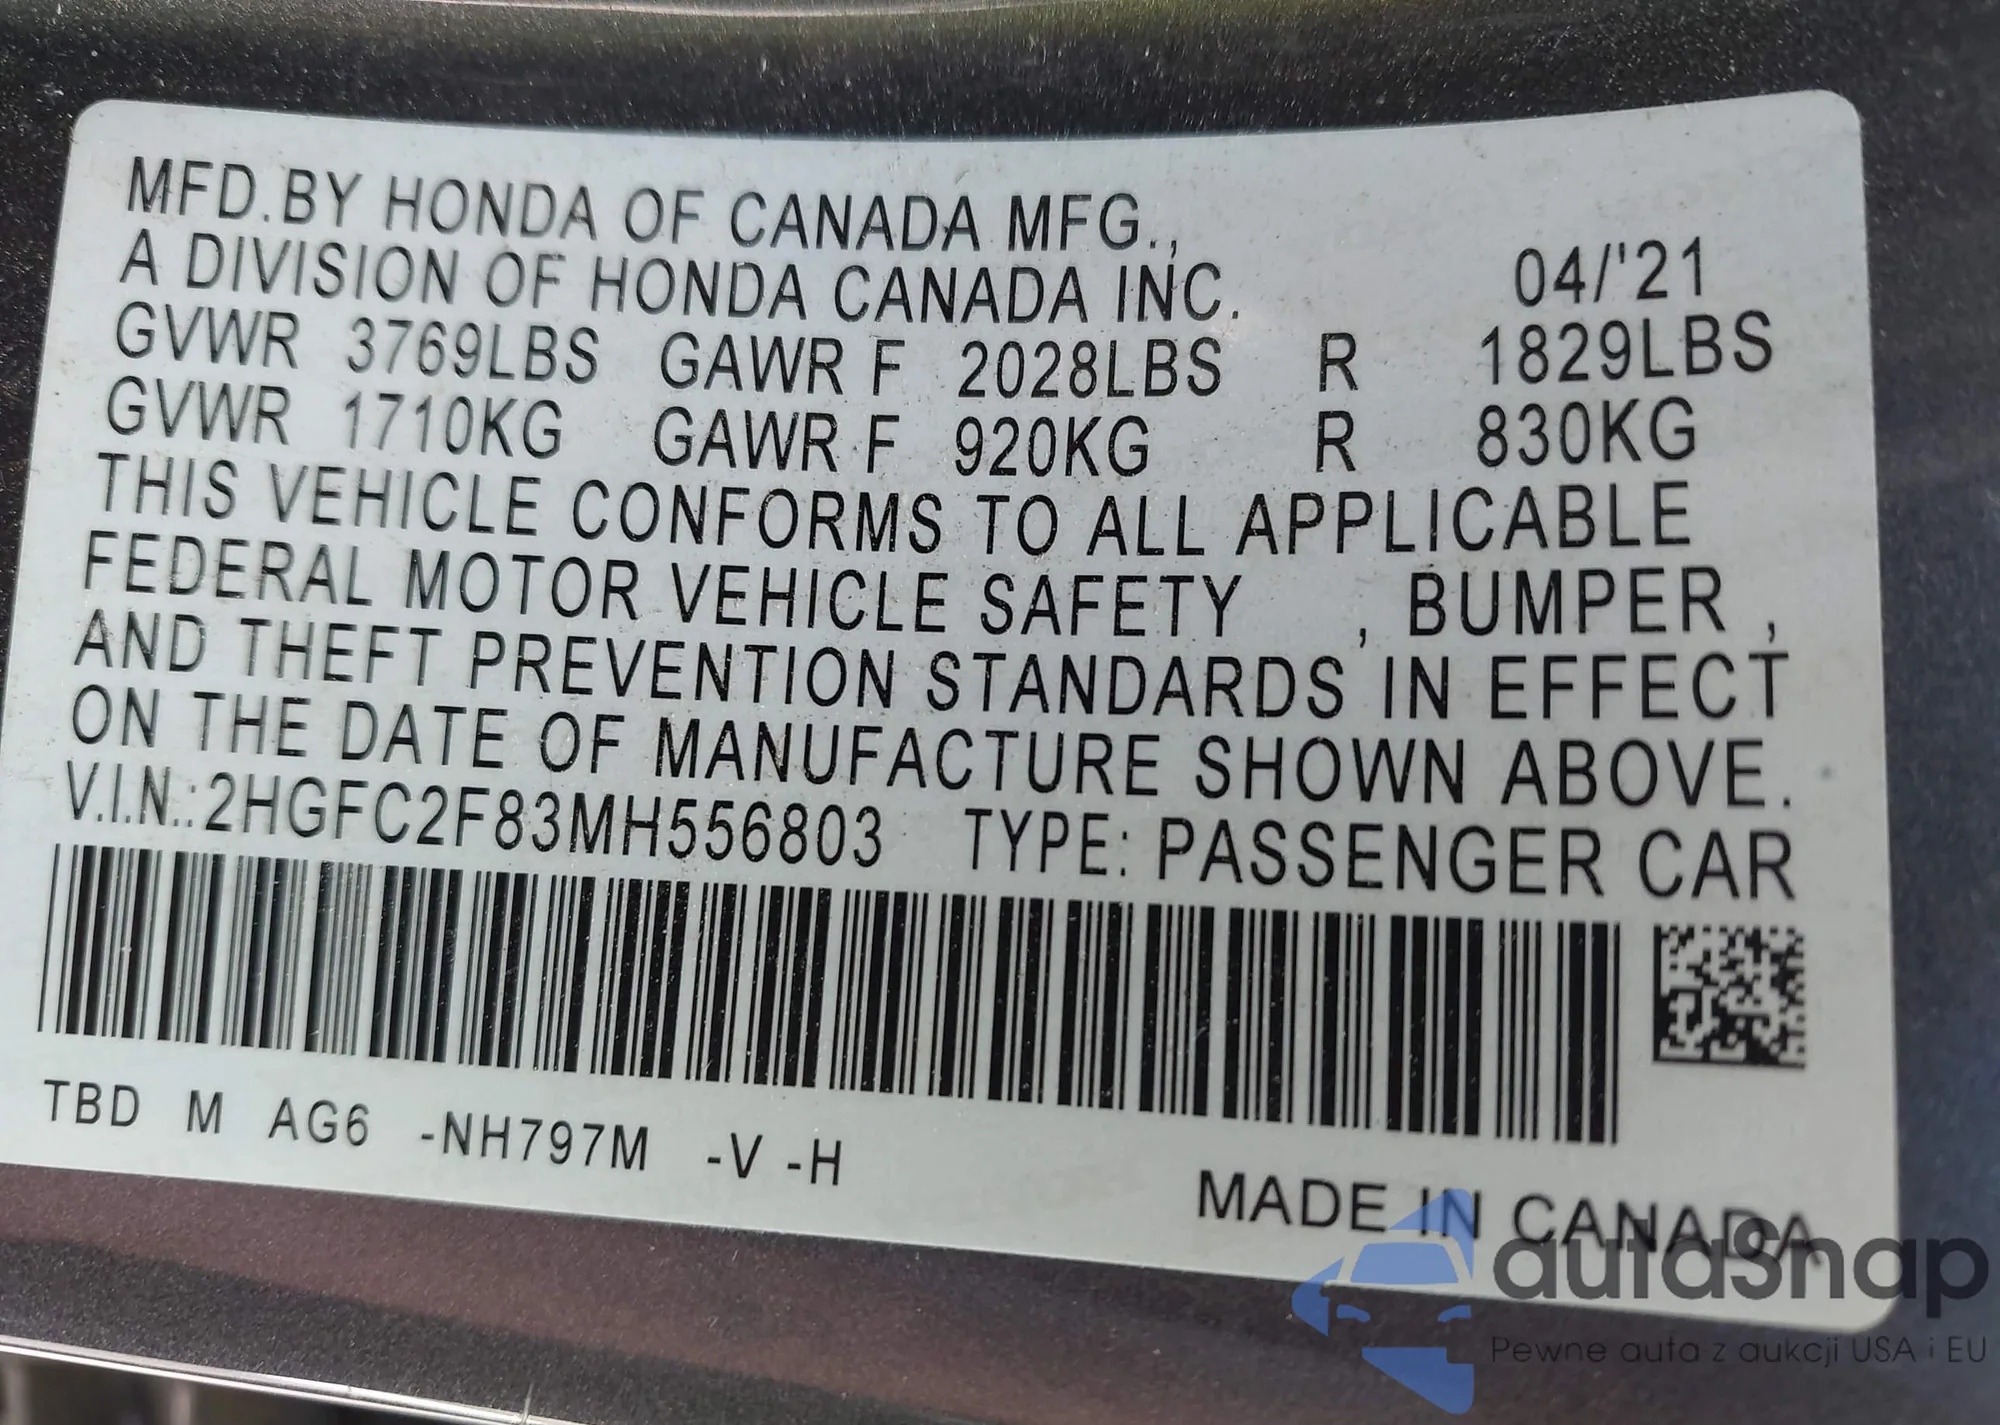 MFD.BY HONDA OF CANADA MFG.,
A DIVISION OF HONDA CANADA INC. 04/'21
GVWR 3769LBS GAWR F 2028LBS R 1829LBS
GVWR 1710KG GAWR F 920KG R 830KG
THIS VEHICLE CONFORMS TO ALL APPLICABLE
FEDERAL MOTOR VEHICLE SAFETY , BUMPER ,
AND THEFT PREVENTION STANDARDS IN EFFECT
ON THE DATE OF MANUFACTURE SHOWN ABOVE.
V.I.N.:2HGFC2F83MH556803 TYPE: PASSENGER CAR
TBD M AG6 -NH797M -V -H
MADE IN CANADA
autaSnap
Pewne auta z aukcji USA i EU